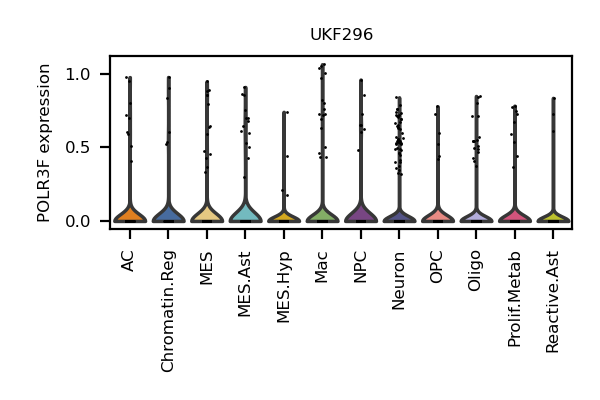 UKF296
POLR3F expression
1.0
0.5
0.0
AC
Chromatin.Reg
MES
MES.Ast
MES.Hyp
Mac
NPC
Neuron
OPC
Oligo
Prolif.Metab
Reactive.Ast